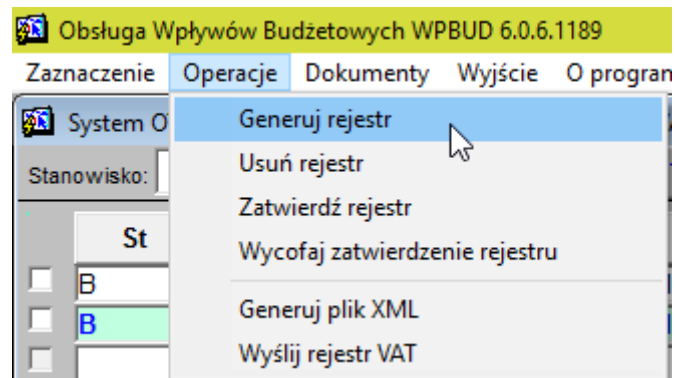 Obsługa Wpływów Budżetowych WPBUD 6.0.6.1189
Zaznaczenie Operacje Dokumenty Wyjście O program
System O
Generuj rejestr
Stanowisko:
Usuń rejestr
Zatwierdź rejestr
St
Wycofaj zatwierdzenie rejestru
B
Generuj plik XML
B
Wyślij rejestr VAT